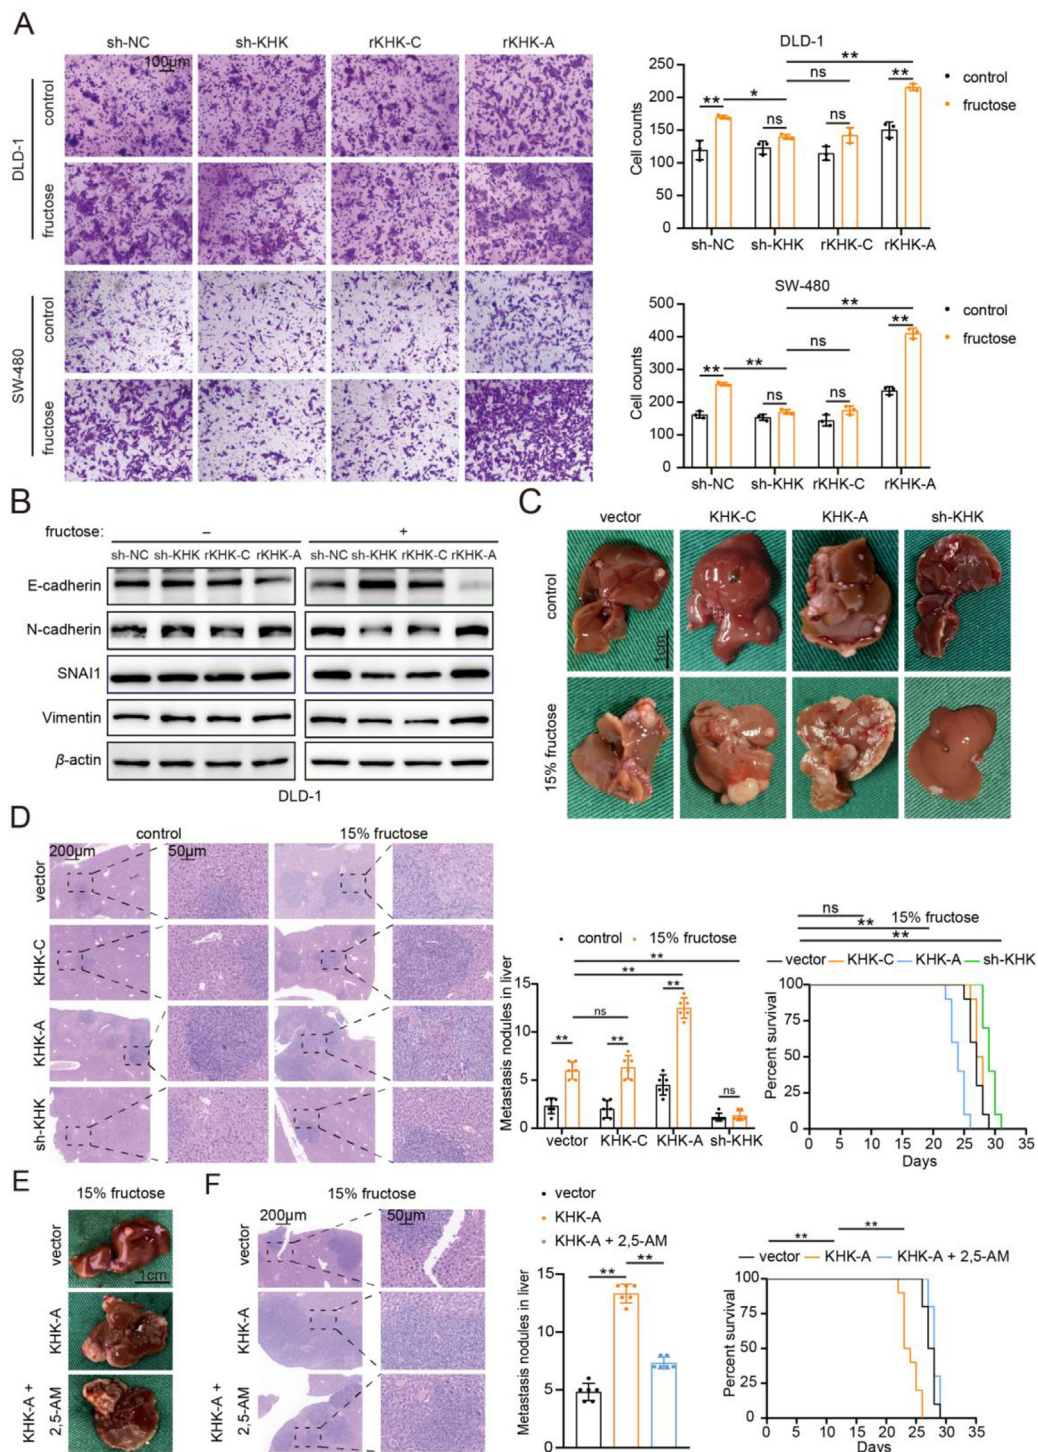 A
sh-NC sh-KHK rKHK-C rKHK-A
100μm
DLD-1
control
fructose
SW-480
control
fructose
DLD-1
** ns ** ns ns ** *
control
fructose
Cell counts
250
200
150
100
50
0
sh-NC sh-KHK rKHK-C rKHK-A
SW-480
** ns ** ns ns ** **
control
fructose
Cell counts
500
400
300
200
100
0
sh-NC sh-KHK rKHK-C rKHK-A
B
fructose: − +
sh-NC sh-KHK rKHK-C rKHK-A sh-NC sh-KHK rKHK-C rKHK-A
E-cadherin
N-cadherin
SNAI1
Vimentin
β-actin
DLD-1
C
vector KHK-C KHK-A sh-KHK
control
1cm
15% fructose
D
control 15% fructose
200μm 50μm
vector
KHK-C
KHK-A
sh-KHK
control 15% fructose
**
**
ns
** ** ** ns
Metastasis nodules in liver
15
10
5
0
vector KHK-C KHK-A sh-KHK
ns
**
**
15% fructose
vector KHK-C KHK-A sh-KHK
Percent survival
100
75
50
25
0
0 5 10 15 20 25 30 35
Days
E
15% fructose
vector
1cm
KHK-A
KHK-A +
2,5-AM
F
15% fructose
200μm 50μm
vector
KHK-A
KHK-A +
2,5-AM
vector
KHK-A
KHK-A + 2,5-AM
** **
Metastasis nodules in liver
15
10
5
0
** **
vector KHK-A KHK-A + 2,5-AM
Percent survival
100
75
50
25
0
0 5 10 15 20 25 30 35
Days